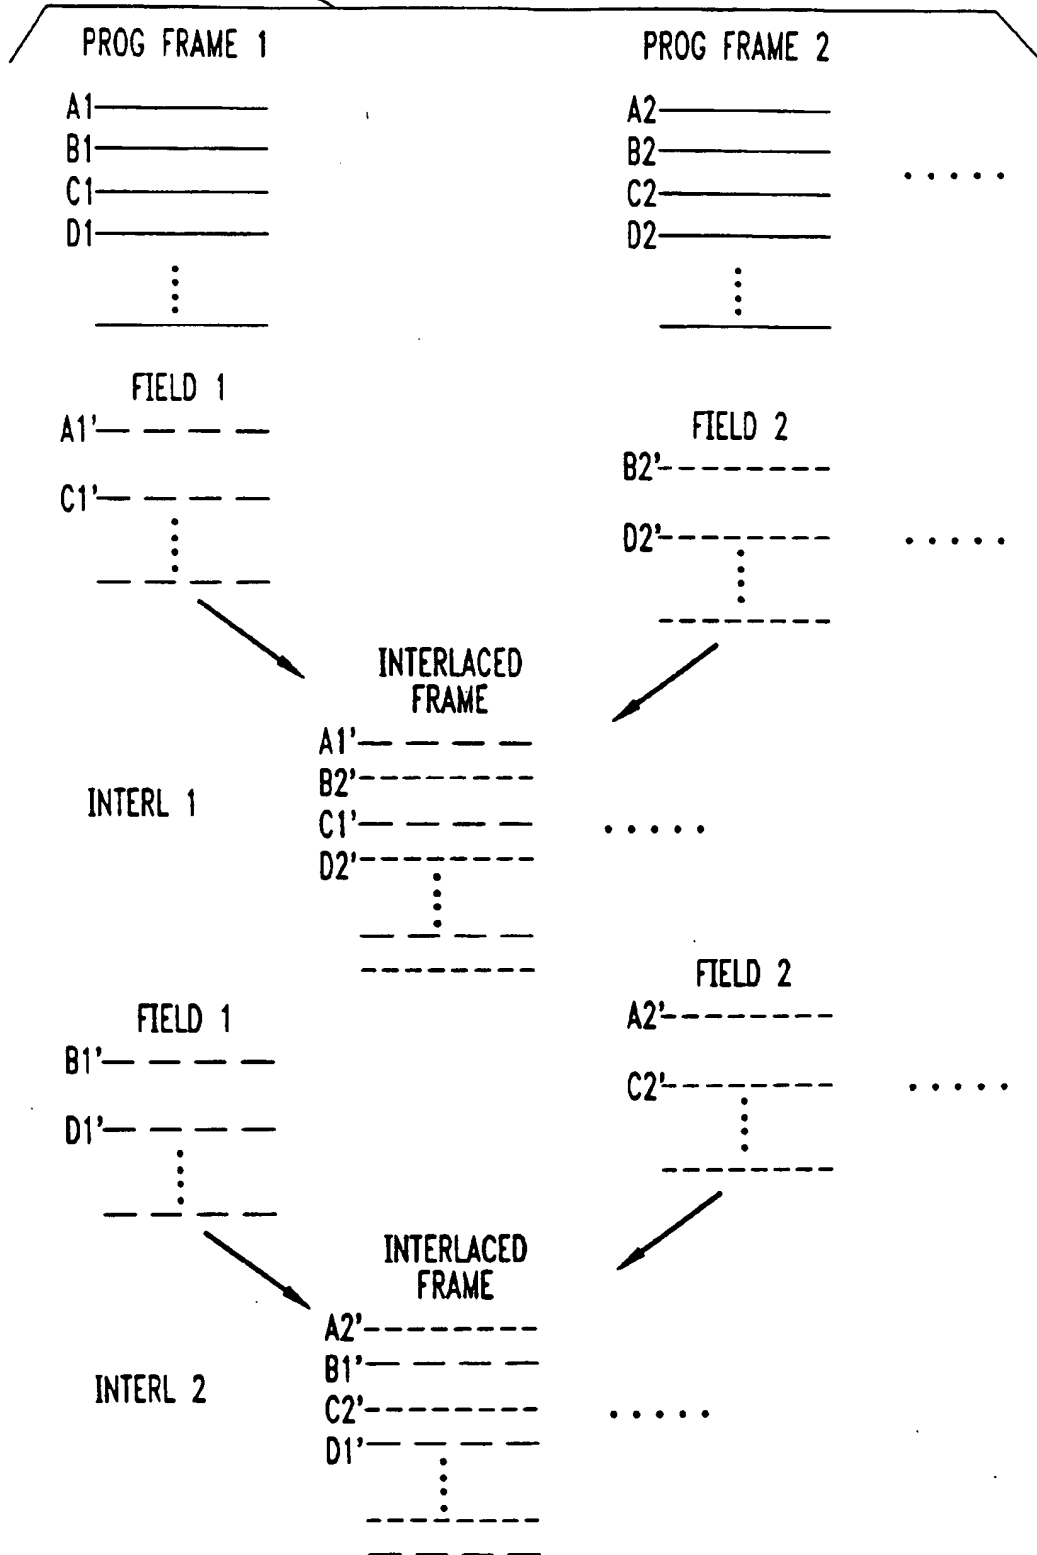 PROG FRAME 1
PROG FRAME 2
A1
B1
C1
D1
A2
B2
C2
D2
FIELD 1
A1'
C1'
FIELD 2
B2'
D2'
INTERLACED
FRAME
INTERL 1
A1'
B2'
C1'
D2'
FIELD 1
B1'
D1'
FIELD 2
A2'
C2'
INTERLACED
FRAME
INTERL 2
A2'
B1'
C2'
D1'